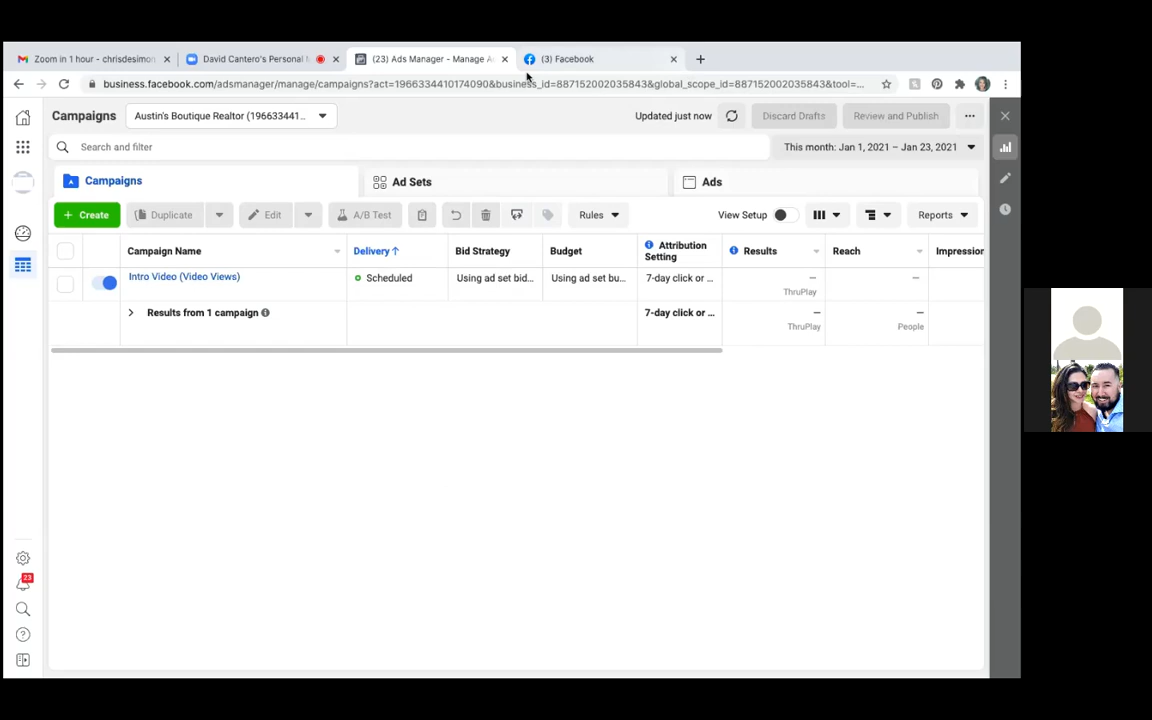 Zoom in 1 hour - chrisdesimon
David Cantero's Personal
(23) Ads Manager - Manage A
(3) Facebook
business.facebook.com/adsmanager/manage/campaigns?act=1966334410174090&business_id=887152002035843&global_scope_id=887152002035843&tool=...
Campaigns
Austin's Boutique Realtor (196633441...
Updated just now
Discard Drafts
Review and Publish
Search and filter
This month: Jan 1, 2021 – Jan 23, 2021
Campaigns
Ad Sets
Ads
+ Create
Duplicate
Edit
A/B Test
Rules
View Setup
Reports
Campaign Name
Delivery ↑
Bid Strategy
Budget
Attribution
Setting
Results
Reach
Impression
Intro Video (Video Views)
Scheduled
Using ad set bid...
Using ad set bu...
7-day click or ...
—
—
ThruPlay
Results from 1 campaign
7-day click or ...
—
—
ThruPlay
People
23